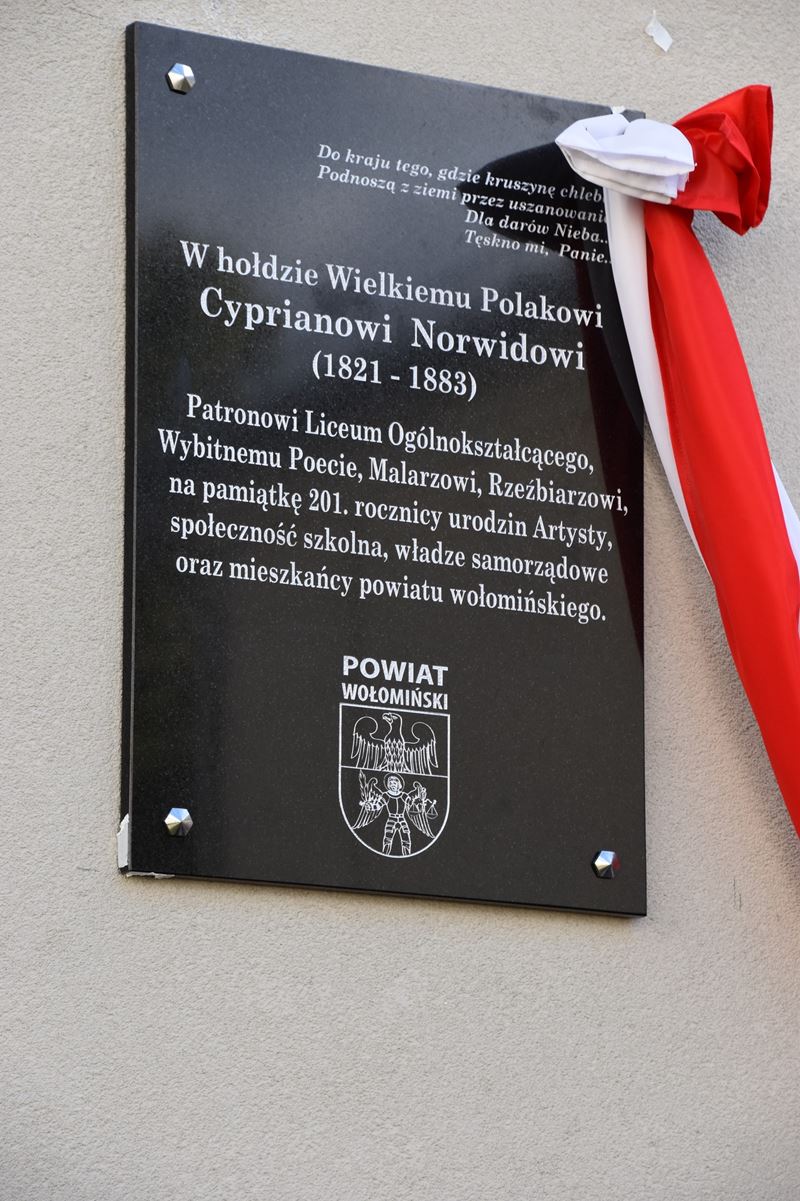 Do kraju tego, gdzie kruszynę chleba
Podnoszą z ziemi przez uszanowanie
Dla darów Nieba...
Tęskno mi, Panie...
W hołdzie Wielkiemu Polakowi
Cyprianowi Norwidowi
(1821 - 1883)
Patronowi Liceum Ogólnokształcącego,
Wybitnemu Poecie, Malarzowi, Rzeźbiarzowi,
na pamiątkę 201. rocznicy urodzin Artysty,
społeczność szkolna, władze samorządowe
oraz mieszkańcy powiatu wołomińskiego.
POWIAT
WOŁOMIŃSKI